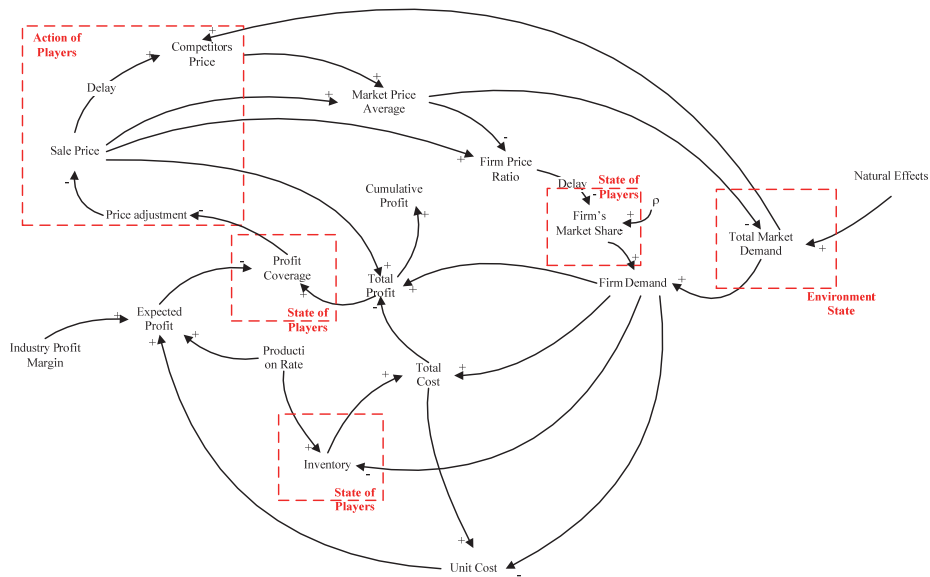 Action of
Players
Competitors
Price
+
+
Delay
+
Market Price
Average
+
Sale Price
-
+
Firm Price
Ratio
-
Price adjustment
-
Cumulative
Profit
+
Delay
-
State of
Players
Firm's
Market Share
+
ρ
+
Natural Effects
-
Total Market
Demand
+
Environment
State
-
Profit
Coverage
+
State of
Players
+
Total
Profit
+
-
Firm Demand
+
Industry Profit
Margin
+
Expected
Profit
+
+
Producti
on Rate
+
Total
Cost
+
+
Inventory
-
State of
Players
+
Unit Cost
-